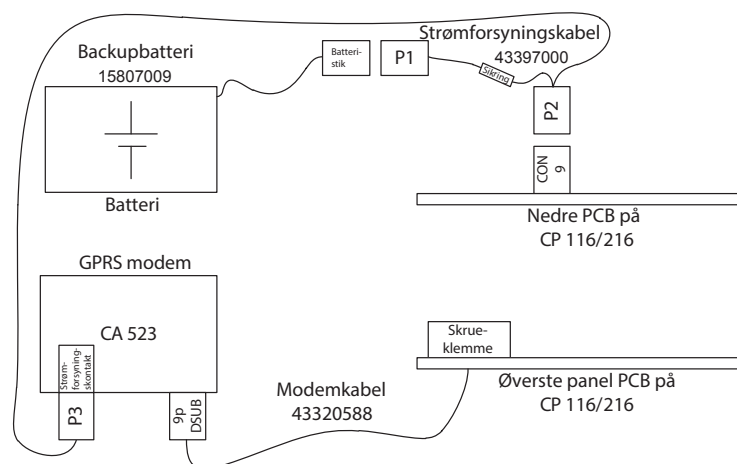 Strømforsyningskabel
43397000
Backupbatteri
15807009
Batteri-
stik
P1
Sikring
P2
CON
9
Batteri
Nedre PCB på
CP 116/216
GPRS modem
CA 523
Strøm-
forsyning-
skontakt
P3
9p
DSUB
Skrue-
klemme
Modemkabel
43320588
Øverste panel PCB på
CP 116/216